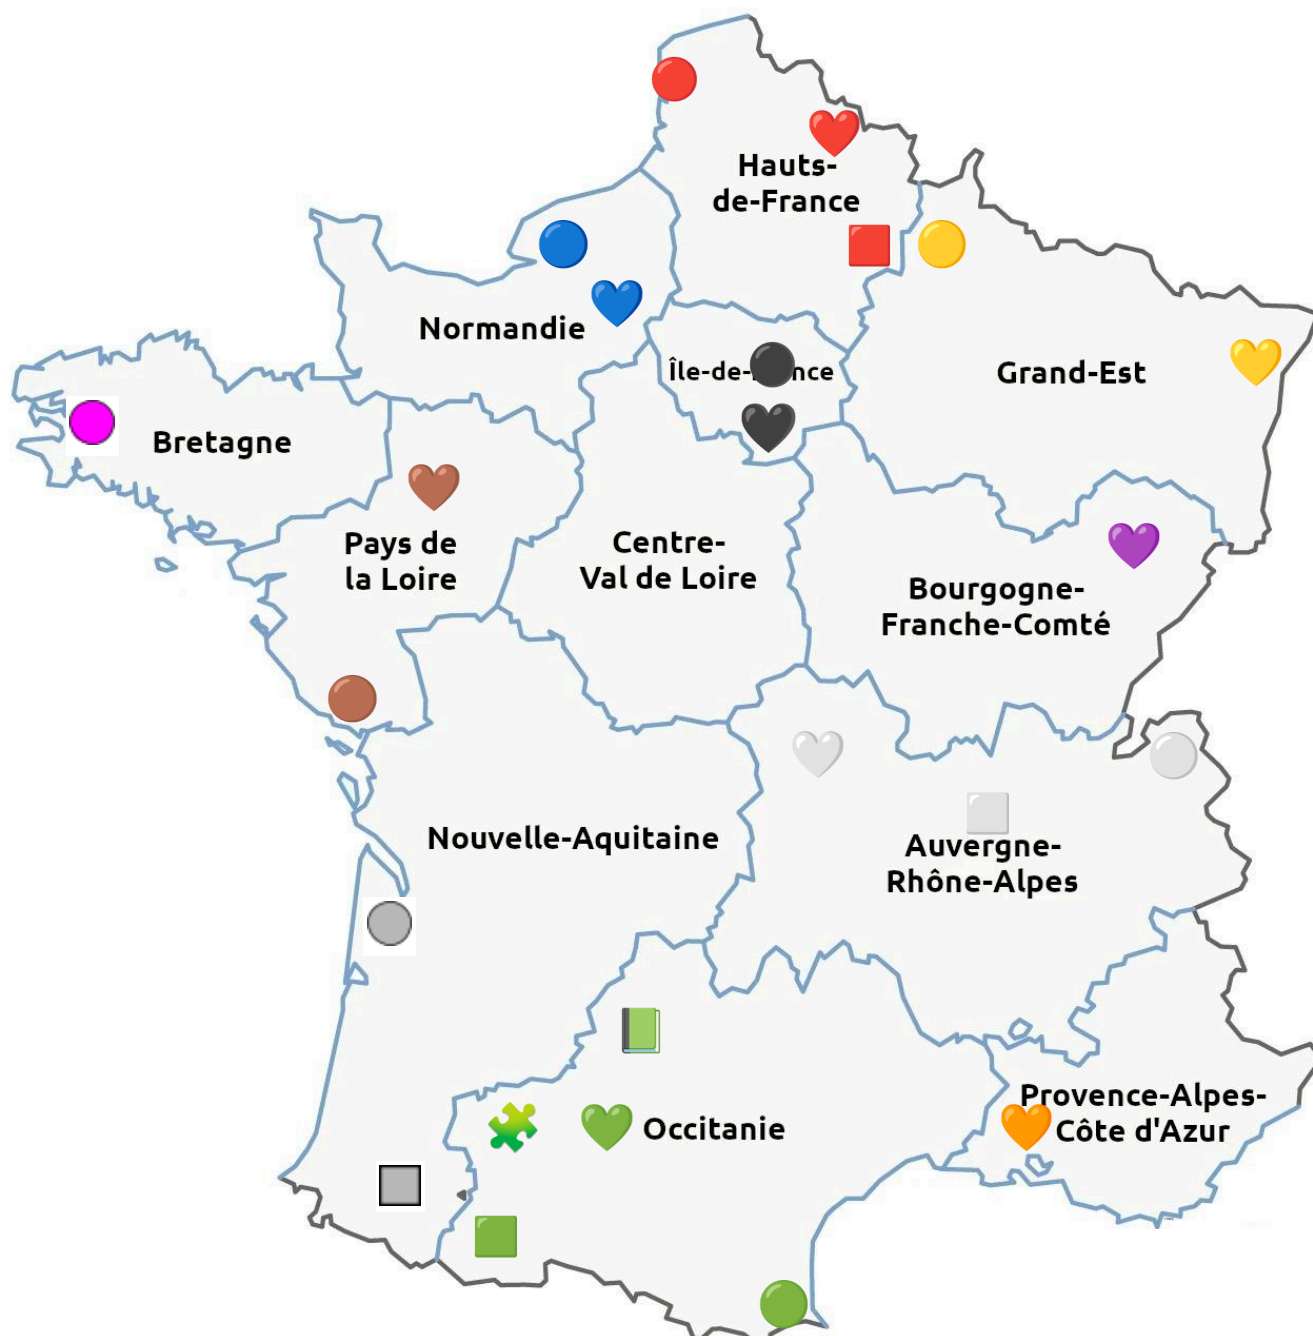 Hauts-
de-France
Normandie
Île-de-
nce
Grand-Est
Bretagne
Pays de
la Loire
Centre-
Val de Loire
Bourgogne-
Franche-Comté
Nouvelle-Aquitaine
Auvergne-
Rhône-Alpes
Provence-Alpes-
Côte d'Azur
Occitanie